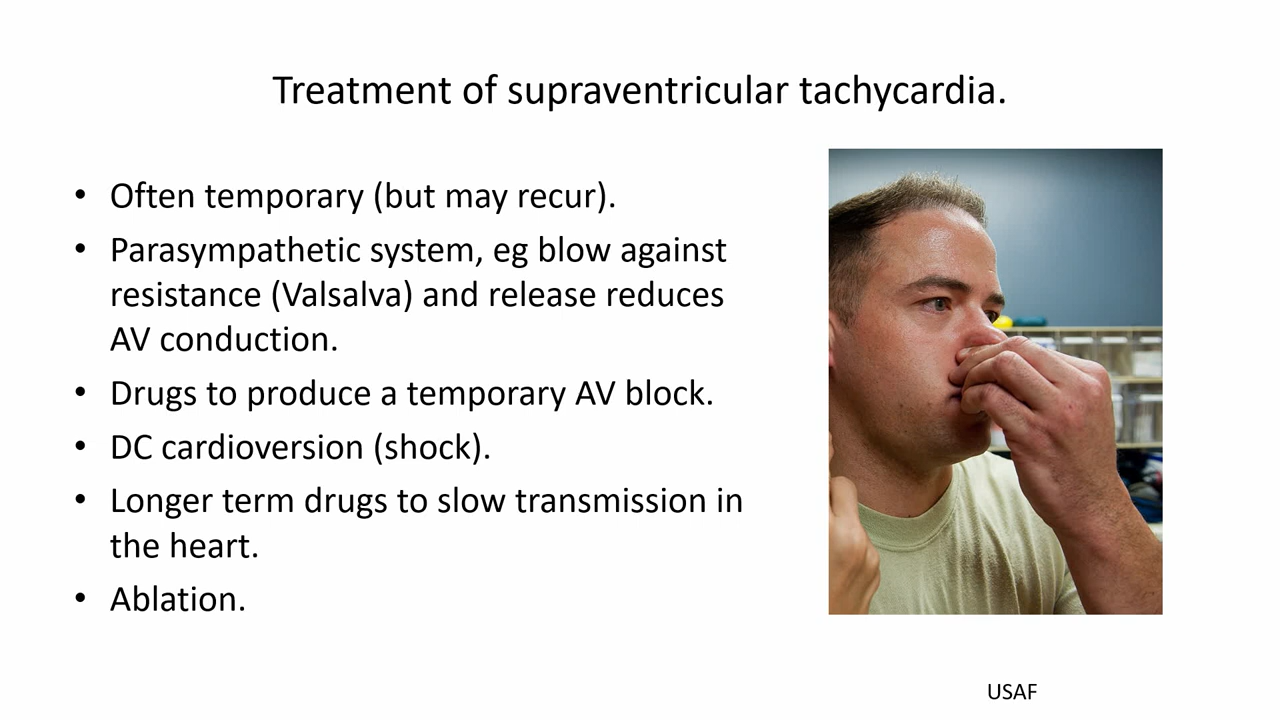 Treatment of supraventricular tachycardia.
• Often temporary (but may recur).
• Parasympathetic system, eg blow against
resistance (Valsalva) and release reduces
AV conduction.
• Drugs to produce a temporary AV block.
• DC cardioversion (shock).
• Longer term drugs to slow transmission in
the heart.
• Ablation.
USAF